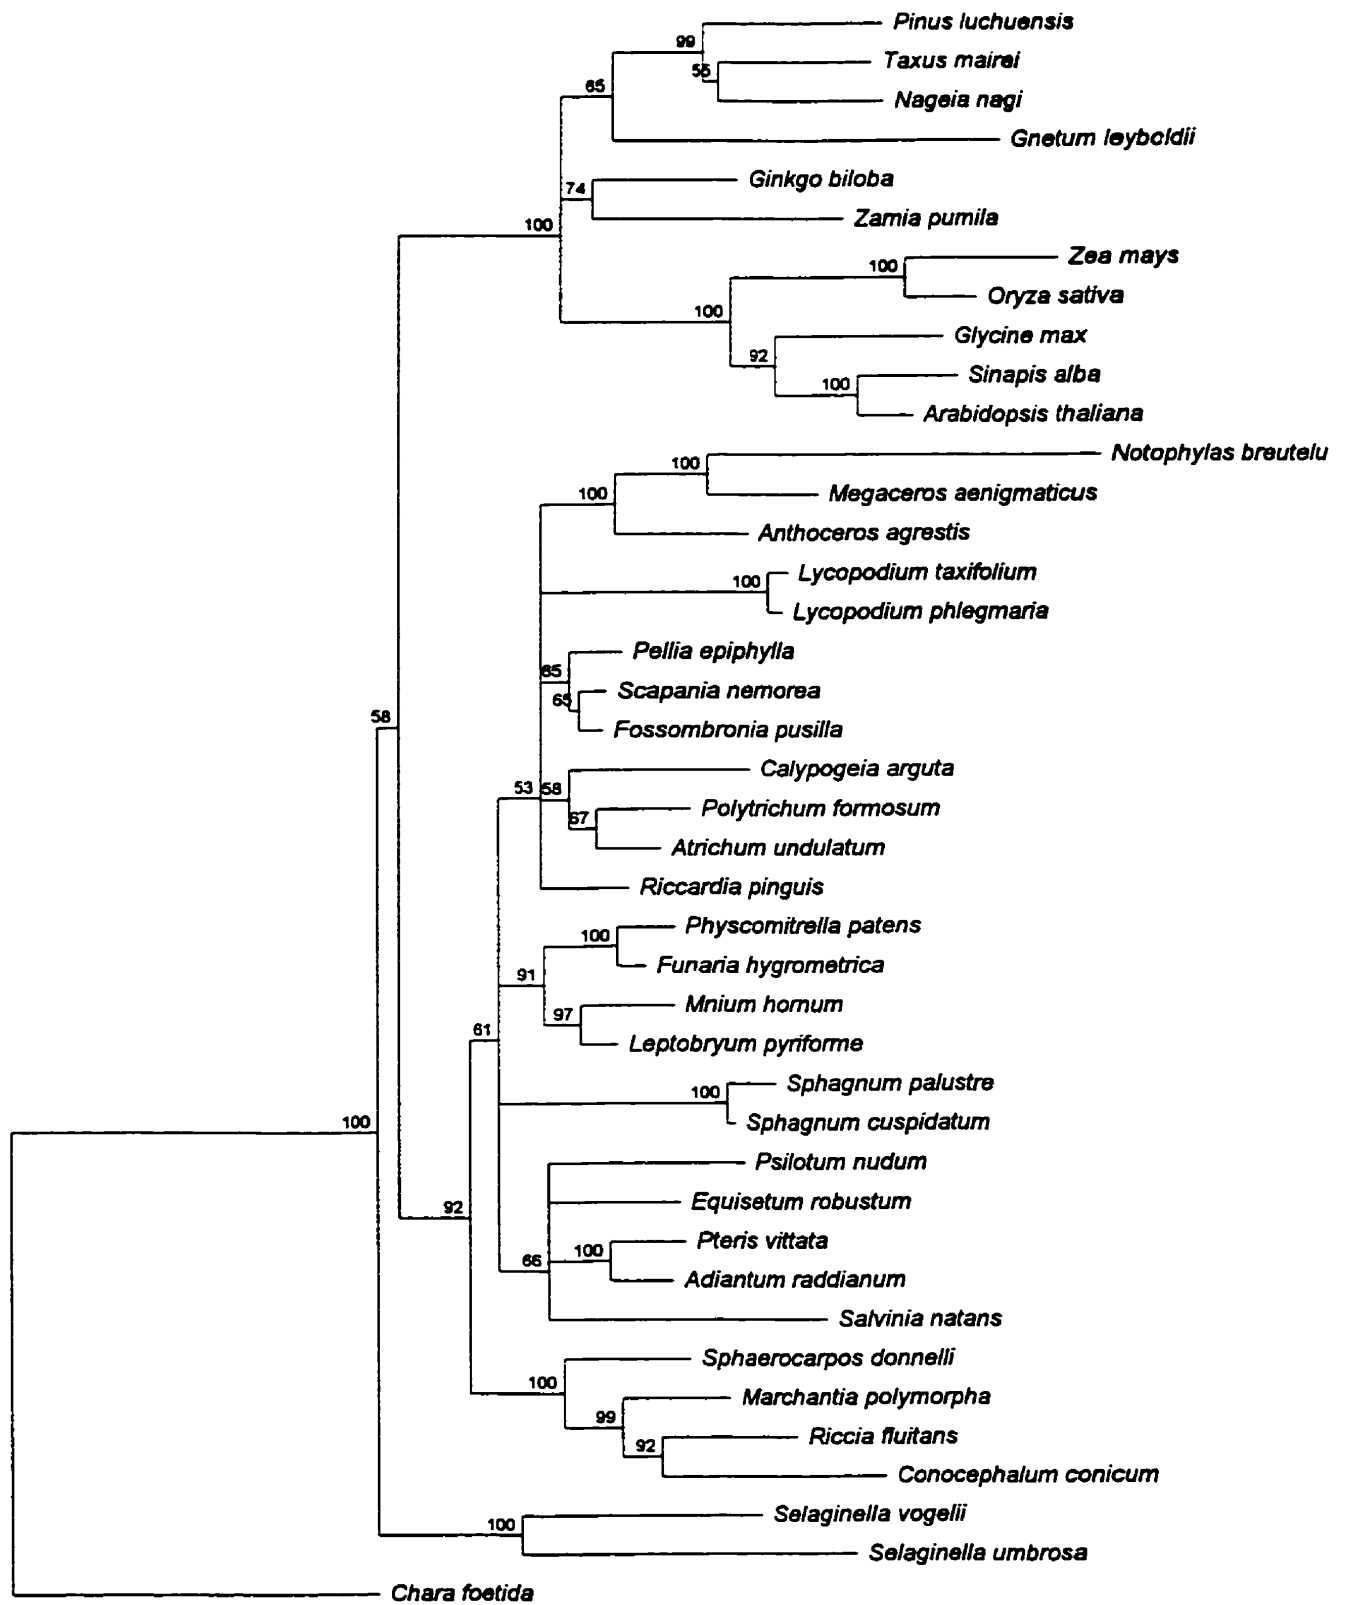 Pinus luchuensis
99
Taxus mairei
55
65
Nageia nagi
Gnetum leyboldii
Ginkgo biloba
74
Zamia pumila
100
Zea mays
100
Oryza sativa
100
Glycine max
92
Sinapis alba
100
Arabidopsis thaliana
Notophylas breutelu
100
Megaceros aenigmaticus
100
Anthoceros agrestis
Lycopodium taxifolium
100
Lycopodium phlegmaria
Pellia epiphylla
65
Scapania nemorea
65
Fossombronia pusilla
58
Calypogeia arguta
53 58
Polytrichum formosum
67
Atrichum undulatum
Riccardia pinguis
Physcomitrella patens
100
Funaria hygrometrica
91
Mnium hornum
97
61
Leptobryum pyriforme
Sphagnum palustre
100
Sphagnum cuspidatum
100
Psilotum nudum
Equisetum robustum
92
Pteris vittata
100
66
Adiantum raddianum
Salvinia natans
Sphaerocarpos donnelli
100
Marchantia polymorpha
99
Riccia fluitans
92
Conocephalum conicum
Selaginella vogelii
100
Selaginella umbrosa
Chara foetida